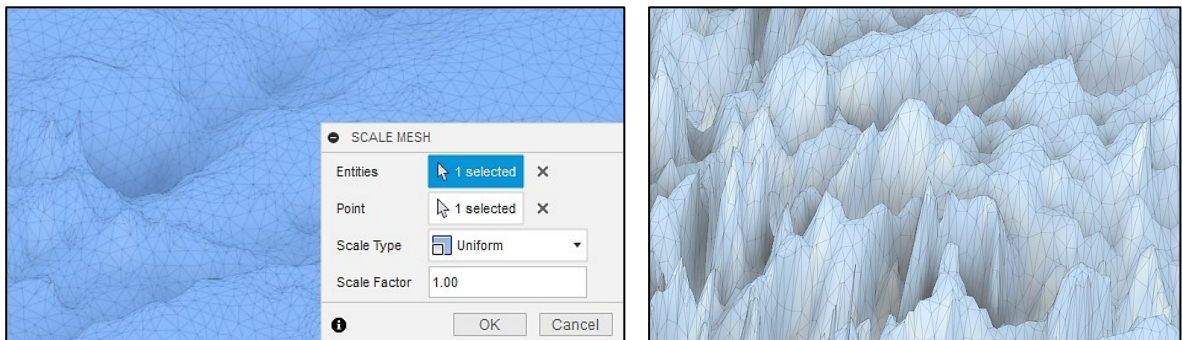 SCALE MESH
Entities 1 selected
Point 1 selected
Scale Type Uniform
Scale Factor 1.00
OK Cancel